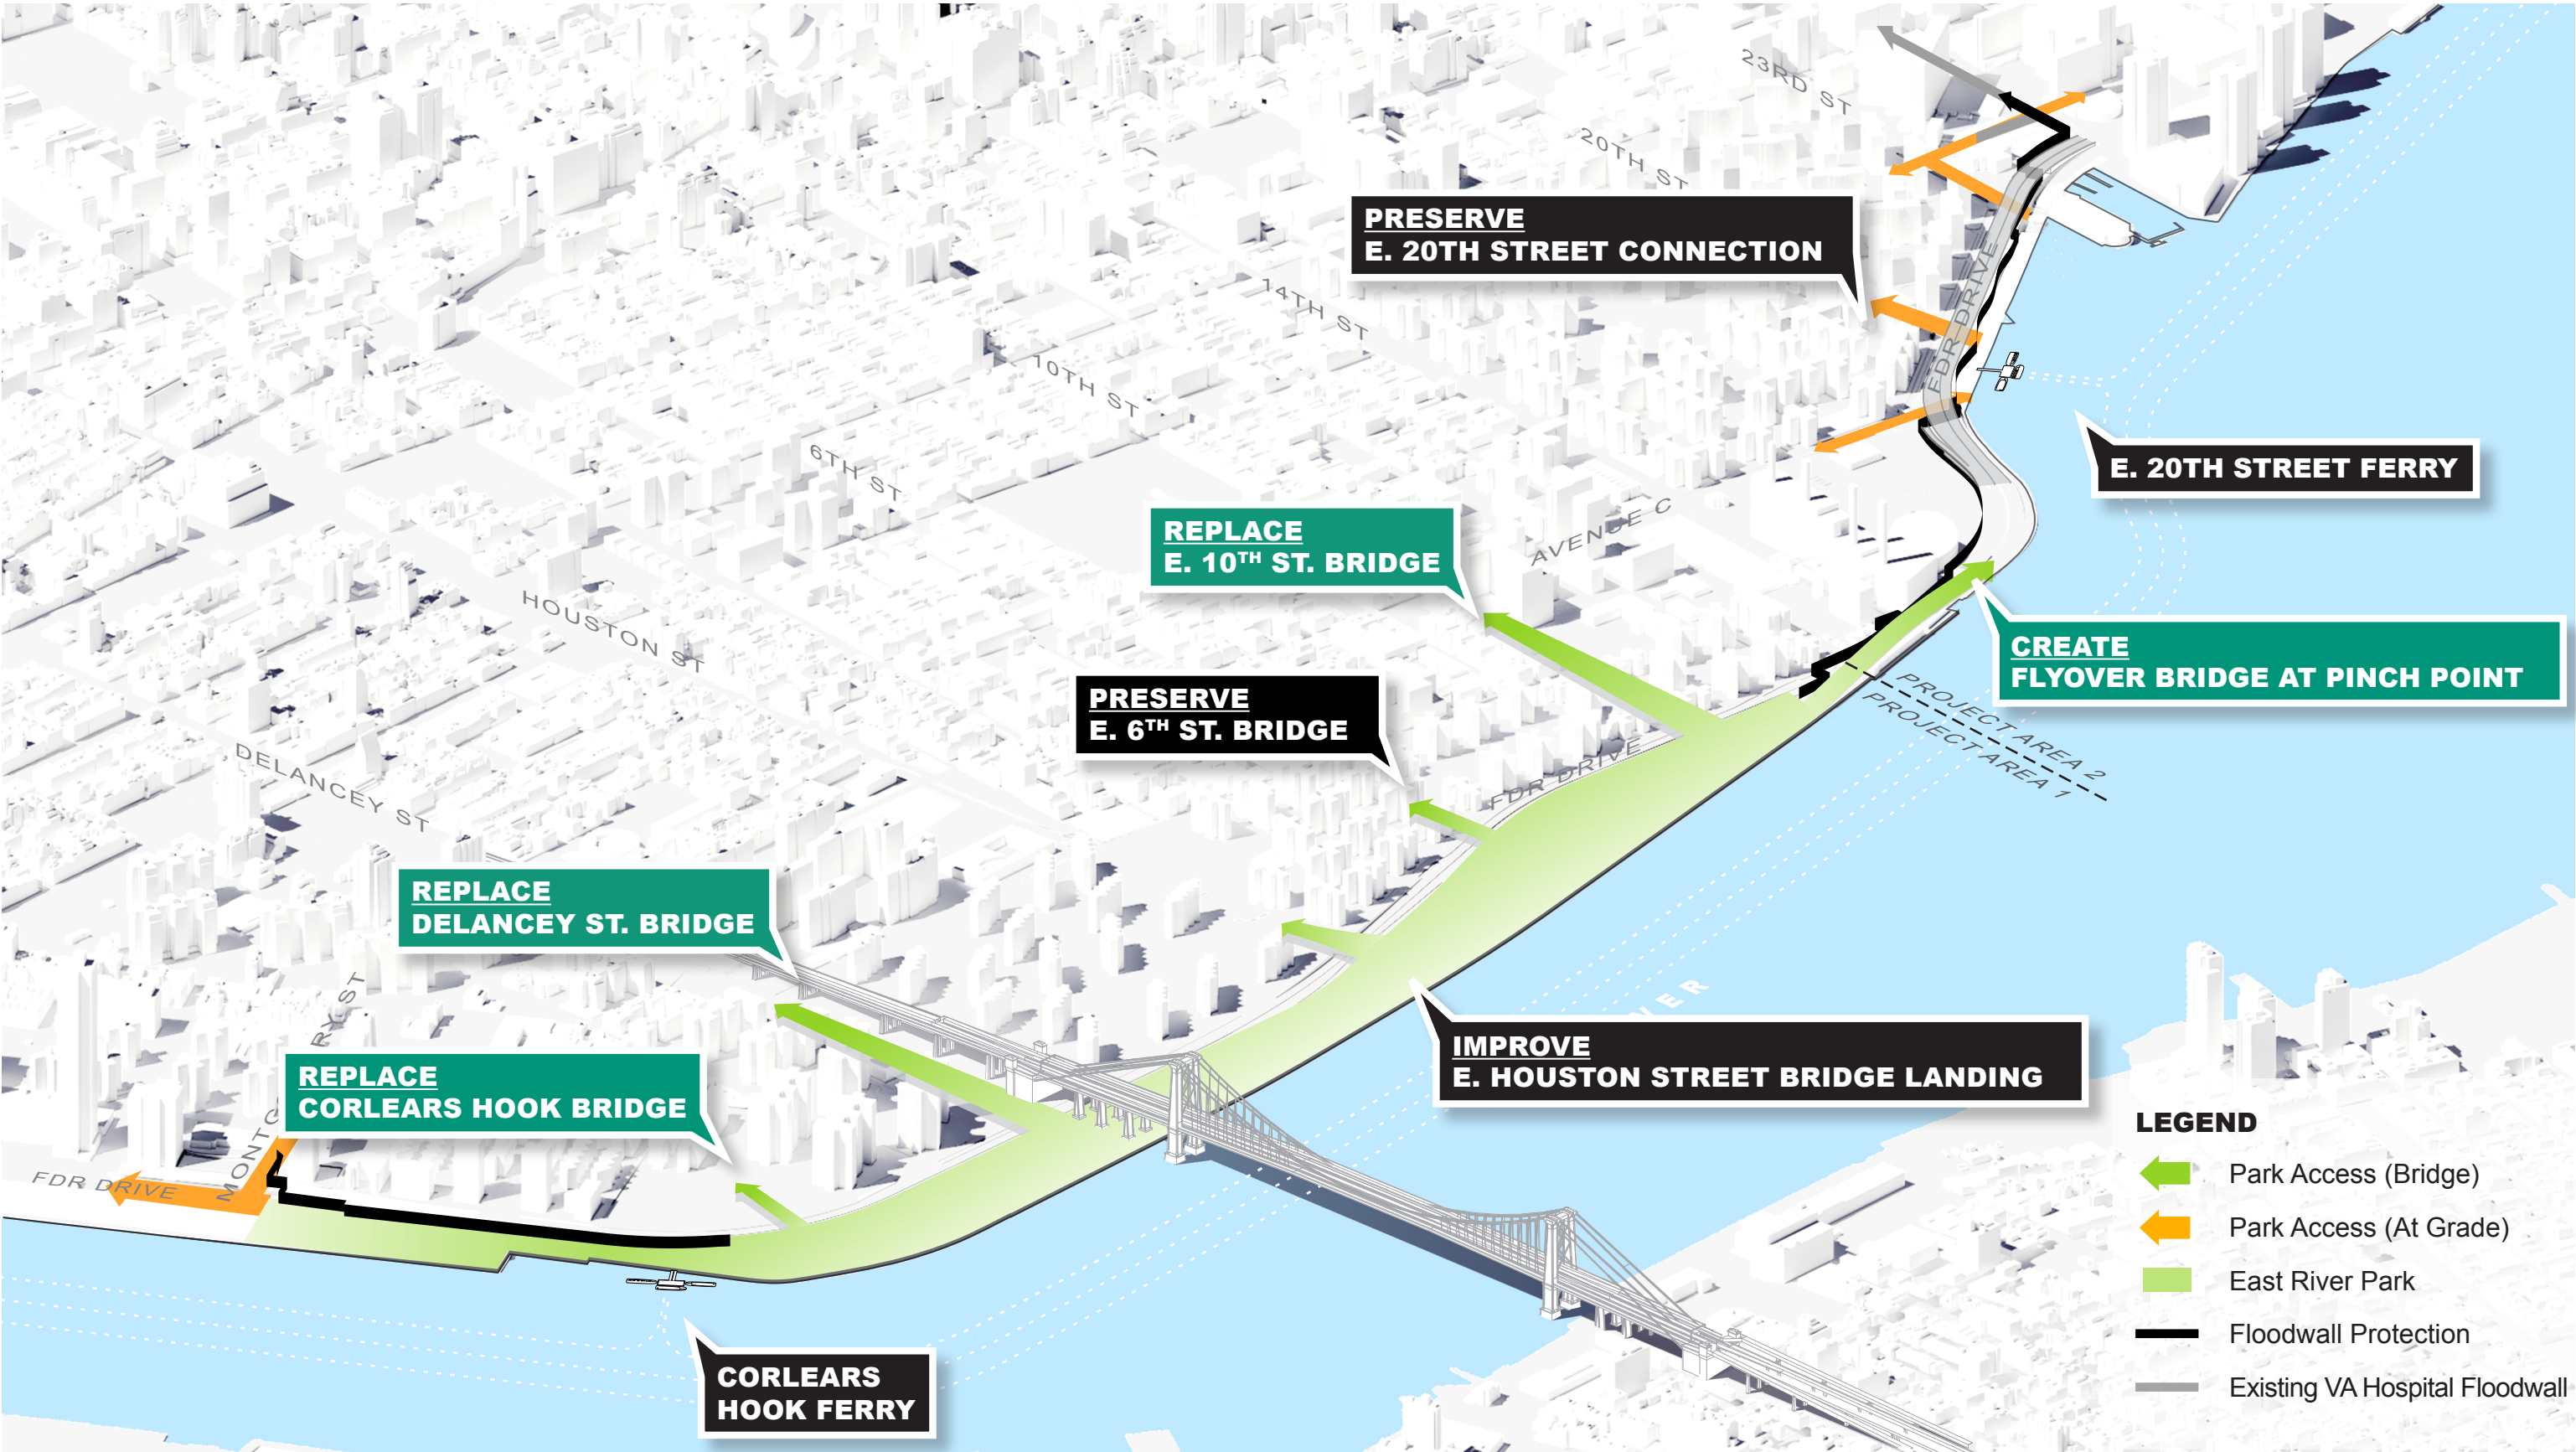 23RD ST
20TH ST
PRESERVE
E. 20TH STREET CONNECTION
FDR DRIVE
14TH ST
10TH ST
6TH ST
E. 20TH STREET FERRY
AVENUE C
REPLACE
E. 10TH ST. BRIDGE
HOUSTON ST
CREATE
FLYOVER BRIDGE AT PINCH POINT
PRESERVE
E. 6TH ST. BRIDGE
PROJECT AREA 2
PROJECT AREA 1
FDR DRIVE
DELANCEY ST
REPLACE
DELANCEY ST. BRIDGE
IMPROVE
E. HOUSTON STREET BRIDGE LANDING
REPLACE
CORLEARS HOOK BRIDGE
MONTG
RY ST
FDR DRIVE
CORLEARS
HOOK FERRY
LEGEND
Park Access (Bridge)
Park Access (At Grade)
East River Park
Floodwall Protection
Existing VA Hospital Floodwall